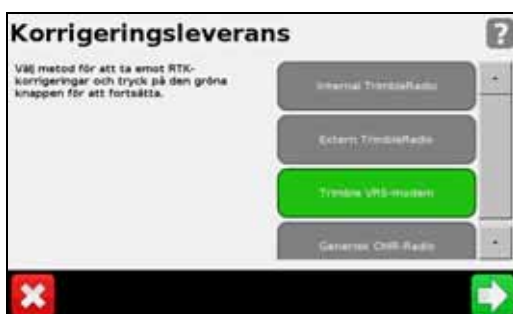 Korrigeringsleverans
?
Välj metod för att ta emot RTK-
korrigeringar och tryck på den gröna
knappen för att fortsätta.
Internal TrimbleRadio
Extern TrimbleRadio
Trimble VRS-modem
Generisk CMR-Radio